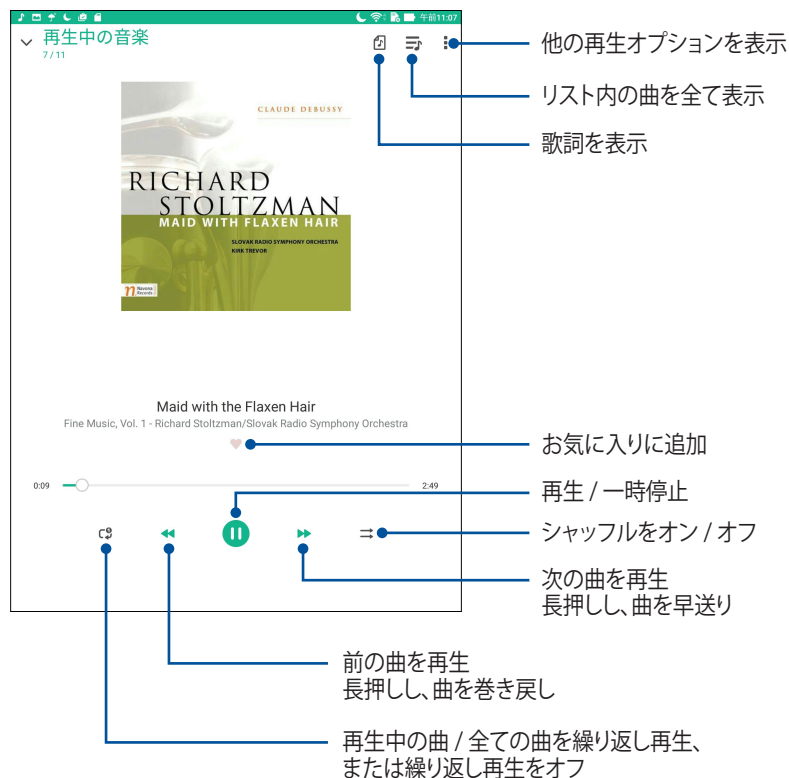 午前11:07
再生中の音楽
7 / 11
他の再生オプションを表示
リスト内の曲を全て表示
歌詞を表示
CLAUDE DEBUSSY
RICHARD
STOLTZMAN
MAID WITH FLAXEN HAIR
SLOVAK RADIO SYMPHONY ORCHESTRA
KIRK TREVOR
n Navona
Records
Maid with the Flaxen Hair
Fine Music, Vol. 1 - Richard Stoltzman/Slovak Radio Symphony Orchestra
お気に入りに追加
0:09
2:49
再生 / 一時停止
シャッフルをオン / オフ
次の曲を再生
長押しし、曲を早送り
前の曲を再生
長押しし、曲を巻き戻し
再生中の曲 / 全ての曲を繰り返し再生、
または繰り返し再生をオフ